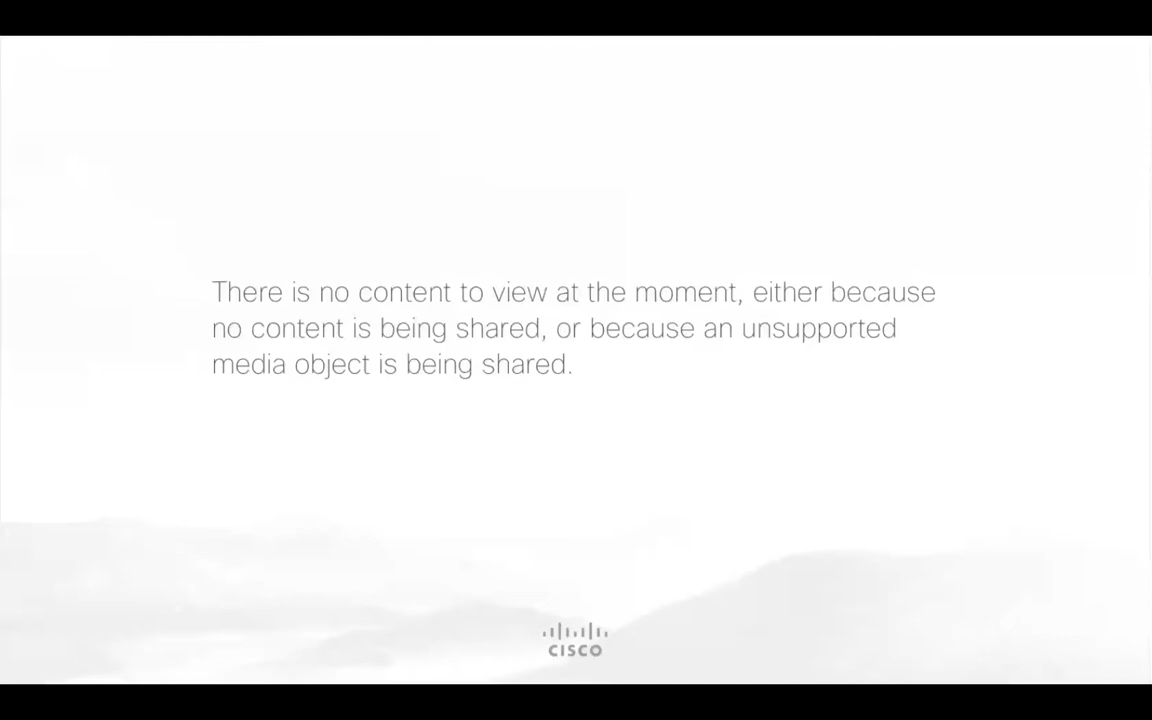 There is no content to view at the moment, either because
no content is being shared, or because an unsupported
media object is being shared.
CISCO